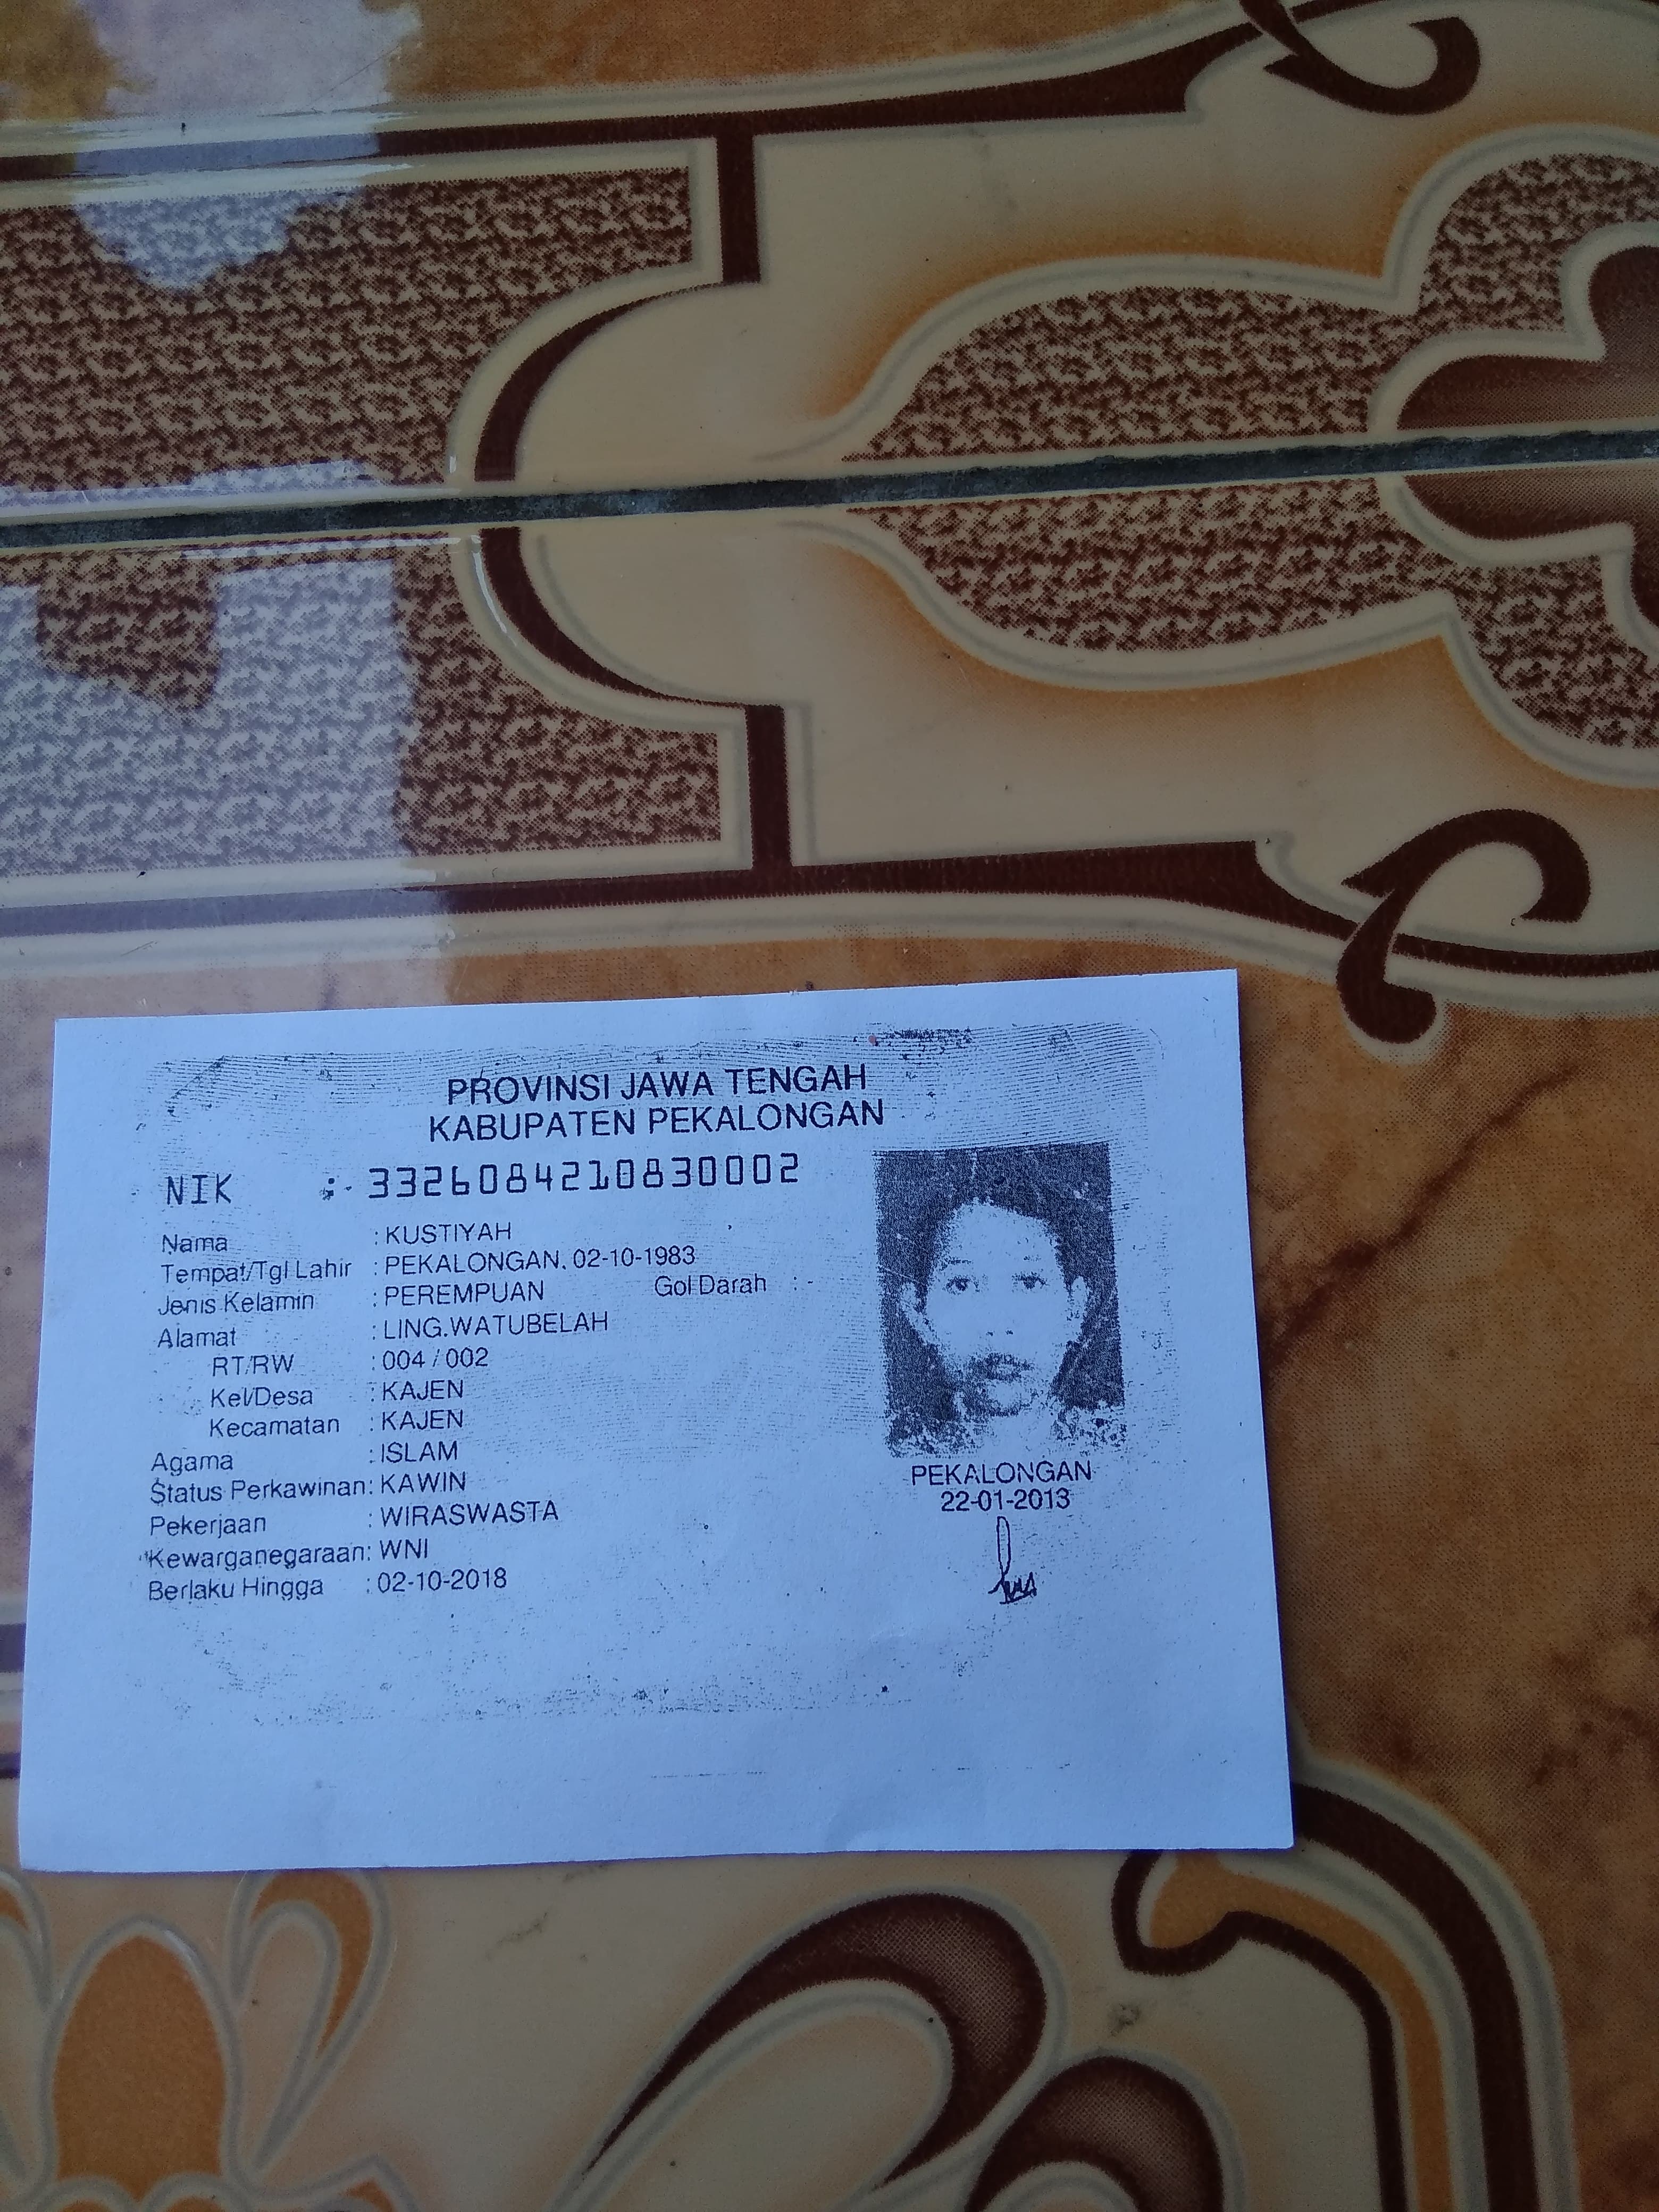 PROVINSI JAWA TENGAH
KABUPATEN PEKALONGAN
NIK : 3326084210830002
Nama : KUSTIYAH
Tempat/Tgl Lahir : PEKALONGAN, 02-10-1983
Jenis Kelamin : PEREMPUAN Gol Darah : -
Alamat : LING.WATUBELAH
RT/RW : 004 / 002
Kel/Desa : KAJEN
Kecamatan : KAJEN
Agama : ISLAM
Status Perkawinan : KAWIN
Pekerjaan : WIRASWASTA
Kewarganegaraan : WNI
Berlaku Hingga : 02-10-2018
PEKALONGAN
22-01-2013